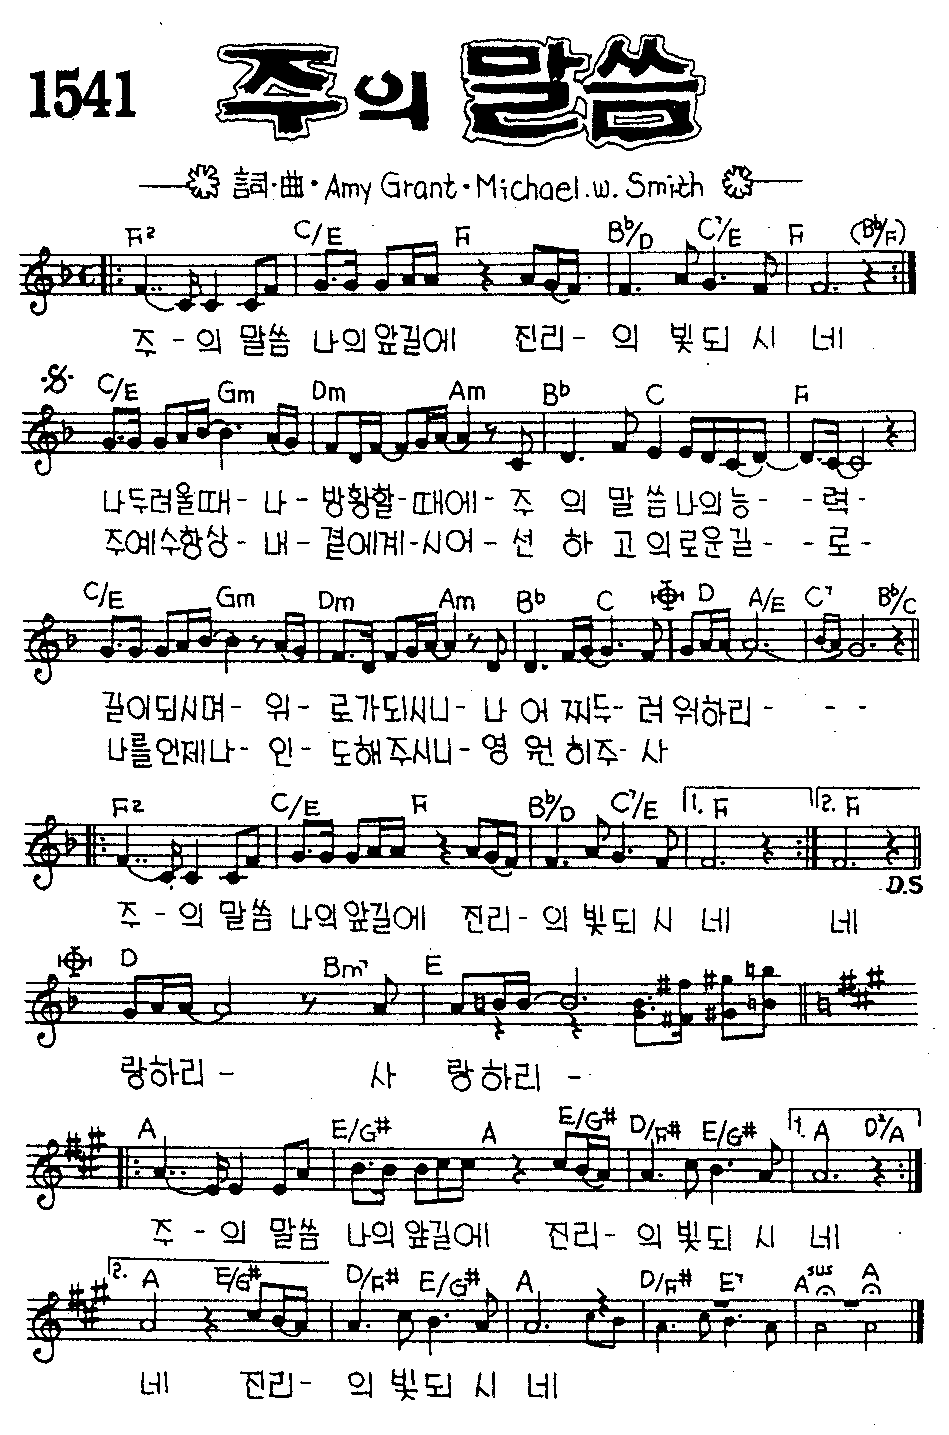 1541 주의 말씀
詞·曲·Amy Grant·Michael.w. Smith
F² C/E F B♭/D C⁷/E F (B♭/F)
주-의 말씀 나의앞길에 진리-의 빛되시네
C/E Gm Dm Am B♭ C F
나두려울때-나-방황할-때에-주의 말씀나의능--력-
주예수항상-내-곁에계-시어-선하고의로운길--로-
C/E Gm Dm Am B♭ C D A/E C⁷ B♭/C
길이되시며-위-로가되시니-나어찌두-려워하리---
나를언제나-인-도해주시니-영원히주-사
F² C/E F B♭/D C⁷/E 1. F 2. F
D.S
주-의 말씀 나의앞길에 진리-의 빛되시네 네
D Bm⁷ E
랑하리- 사랑하리-
A E/G# A E/G# D/F# E/G# 1. A D²/A
주-의 말씀 나의앞길에 진리-의 빛되시네
2. A E/G# D/F# E/G# A D/F# E⁷ Asus A
네 진리-의 빛되시네